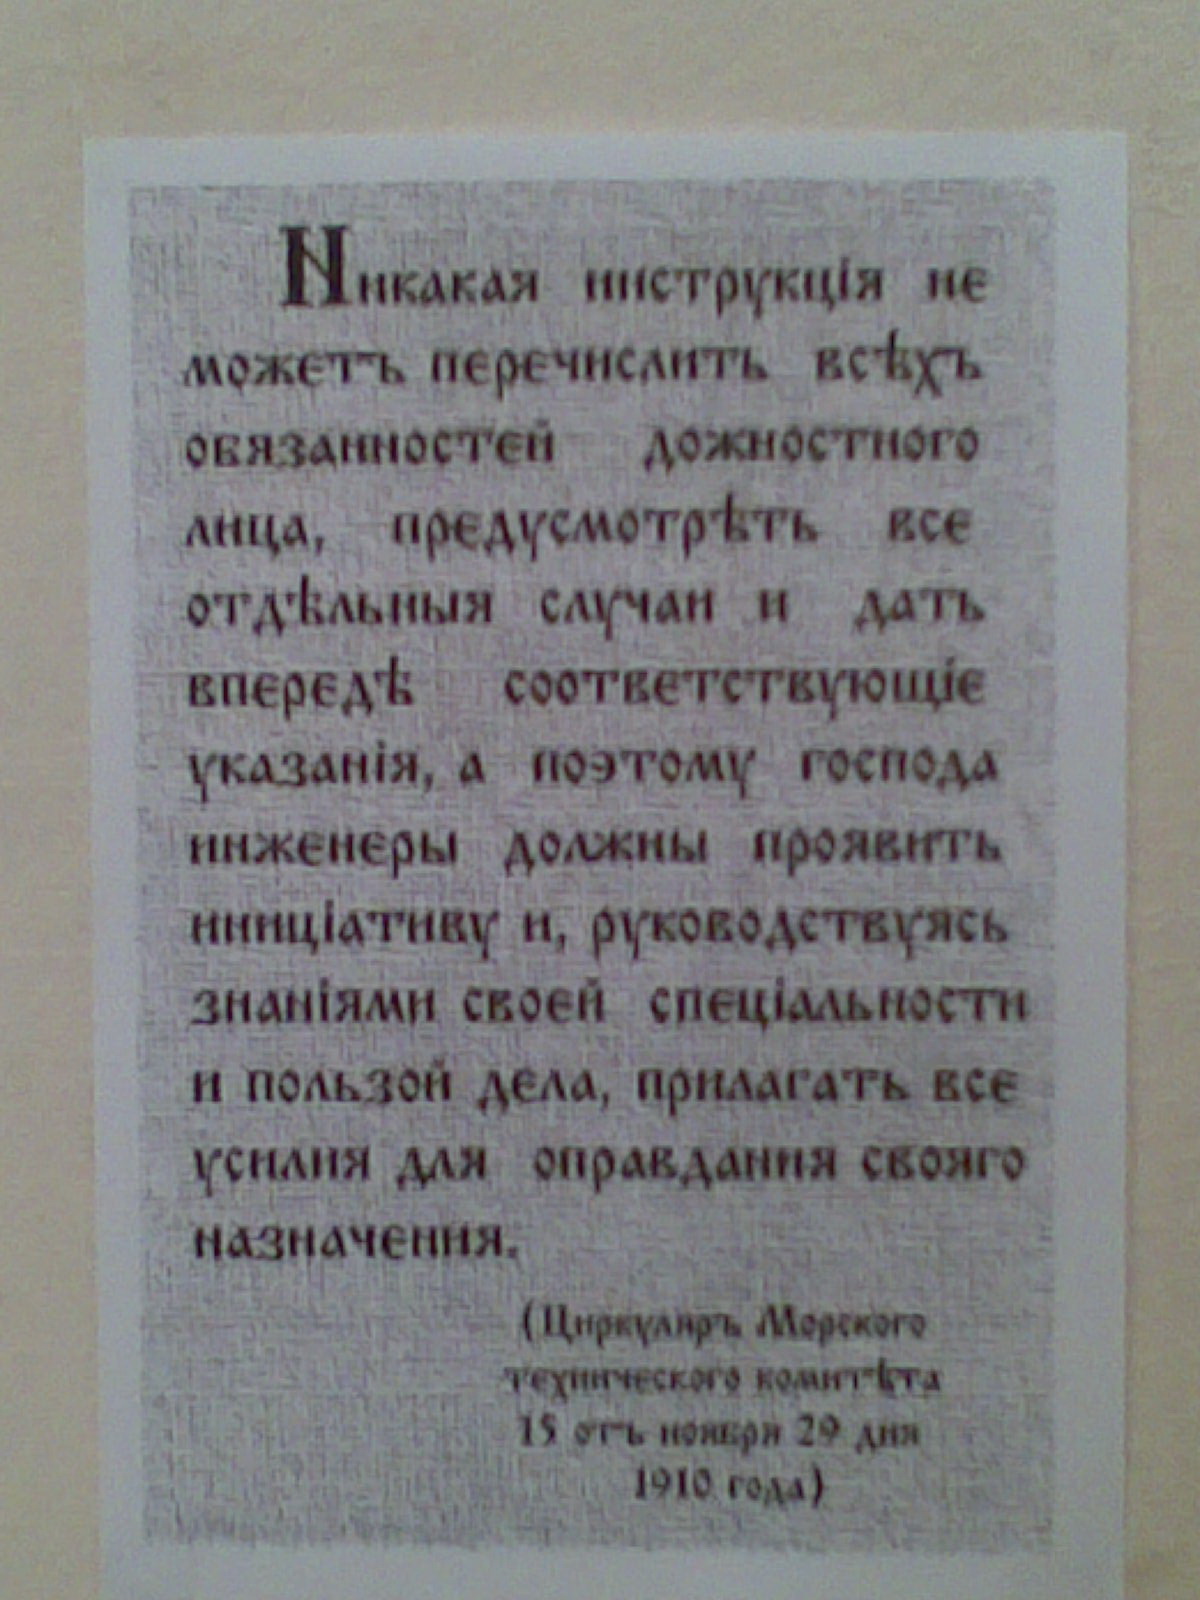 Никакая инструкція не
можетъ перечислить всѣхъ
обязанностей дожностного
лица, предусмотрѣть все
отдѣльныя случаи и дать
впередѣ соответствующіе
указанія, а поэтому господа
инженеры должны проявить
инициативу и, руководствуясь
знаніями своей спеціальности
и пользой дела, прилагать все
усилия для оправдания свояго
назначения.
(Циркуляръ Морского
технического комитѣта
15 отъ ноября 29 дня
1910 года)